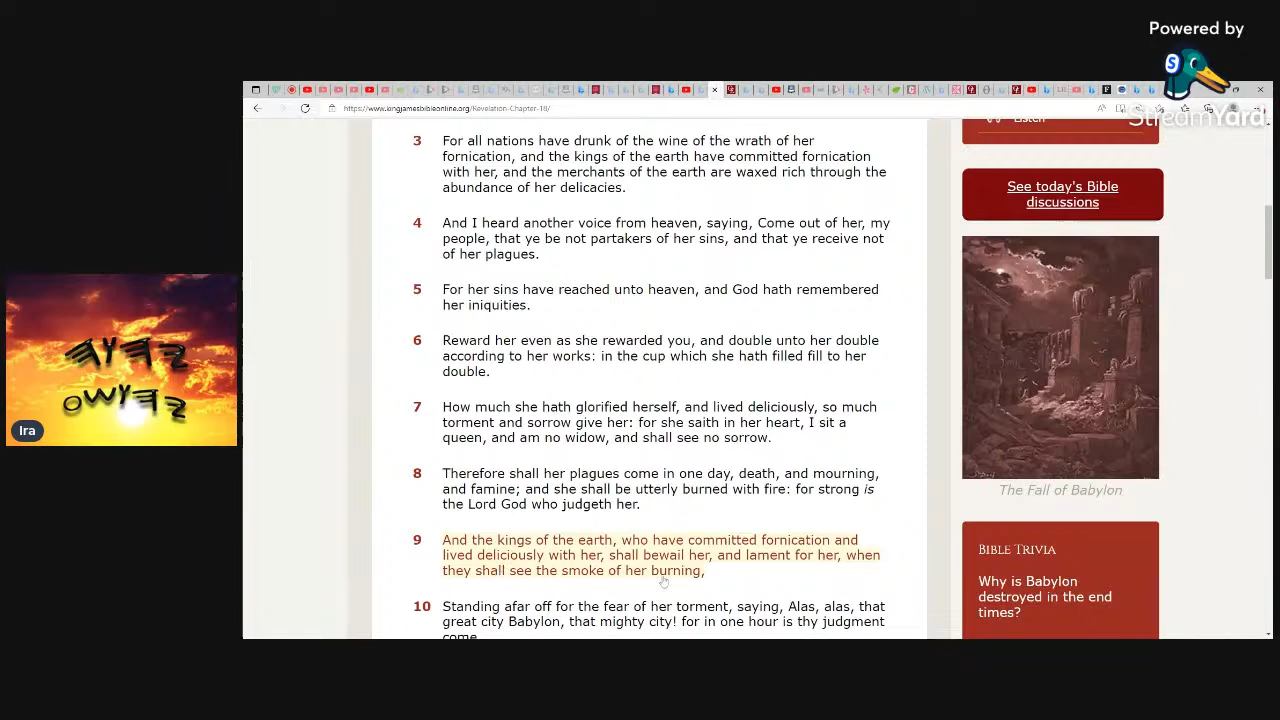 Powered by
StreamYard
https://www.kingjamesbibleonline.org/Revelation-Chapter-18/
Listen
3 For all nations have drunk of the wine of the wrath of her
fornication, and the kings of the earth have committed fornication
with her, and the merchants of the earth are waxed rich through the
abundance of her delicacies.
4 And I heard another voice from heaven, saying, Come out of her, my
people, that ye be not partakers of her sins, and that ye receive not
of her plagues.
5 For her sins have reached unto heaven, and God hath remembered
her iniquities.
6 Reward her even as she rewarded you, and double unto her double
according to her works: in the cup which she hath filled fill to her
double.
7 How much she hath glorified herself, and lived deliciously, so much
torment and sorrow give her: for she saith in her heart, I sit a
queen, and am no widow, and shall see no sorrow.
8 Therefore shall her plagues come in one day, death, and mourning,
and famine; and she shall be utterly burned with fire: for strong is
the Lord God who judgeth her.
9 And the kings of the earth, who have committed fornication and
lived deliciously with her, shall bewail her, and lament for her, when
they shall see the smoke of her burning,
10 Standing afar off for the fear of her torment, saying, Alas, alas, that
great city Babylon, that mighty city! for in one hour is thy judgment
come.
See today's Bible
discussions
The Fall of Babylon
BIBLE TRIVIA
Why is Babylon
destroyed in the end
times?
𐤉𐤄𐤅𐤄
𐤉𐤄𐤅𐤔𐤏
Ira